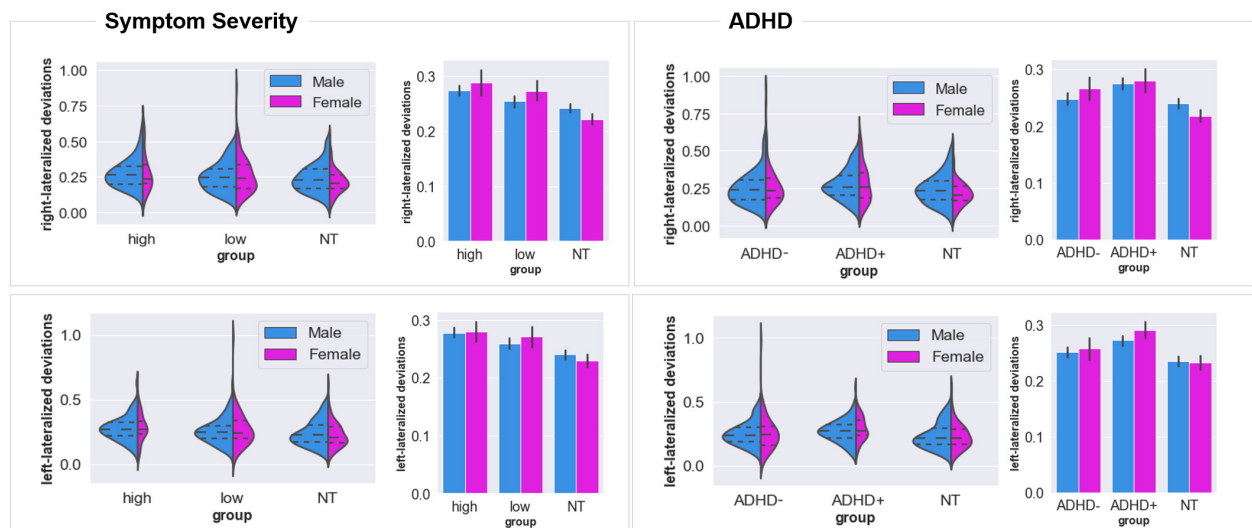 Symptom Severity
ADHD
right-lateralized deviations
1.00
0.75
0.50
0.25
0.00
Male
Female
high
low
NT
group
right-lateralized deviations
0.3
0.2
0.1
0.0
high
low
NT
group
right-lateralized deviations
1.00
0.75
0.50
0.25
0.00
Male
Female
ADHD-
ADHD+
NT
group
right-lateralized deviations
0.3
0.2
0.1
0.0
ADHD-
ADHD+
NT
group
left-lateralized deviations
1.0
0.5
0.0
Male
Female
high
low
NT
group
left-lateralized deviations
0.3
0.2
0.1
0.0
high
low
NT
group
left-lateralized deviations
1.0
0.5
0.0
Male
Female
ADHD-
ADHD+
NT
group
left-lateralized deviations
0.3
0.2
0.1
0.0
ADHD-
ADHD+
NT
group